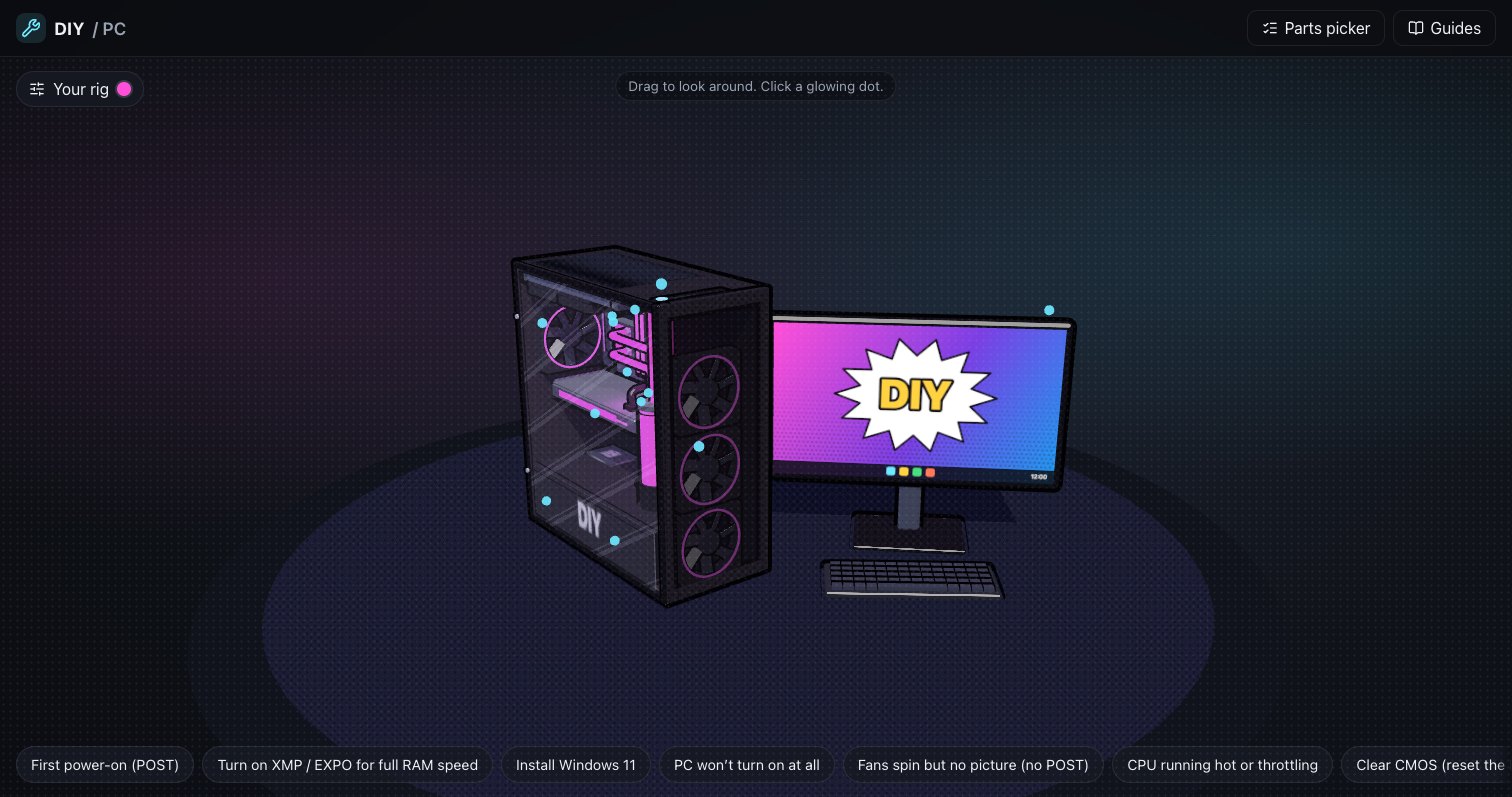 DIY / PC
Parts picker
Guides
Your rig
Drag to look around. Click a glowing dot.
DIY
12:00
DIY
First power-on (POST)
Turn on XMP / EXPO for full RAM speed
Install Windows 11
PC won’t turn on at all
Fans spin but no picture (no POST)
CPU running hot or throttling
Clear CMOS (reset the